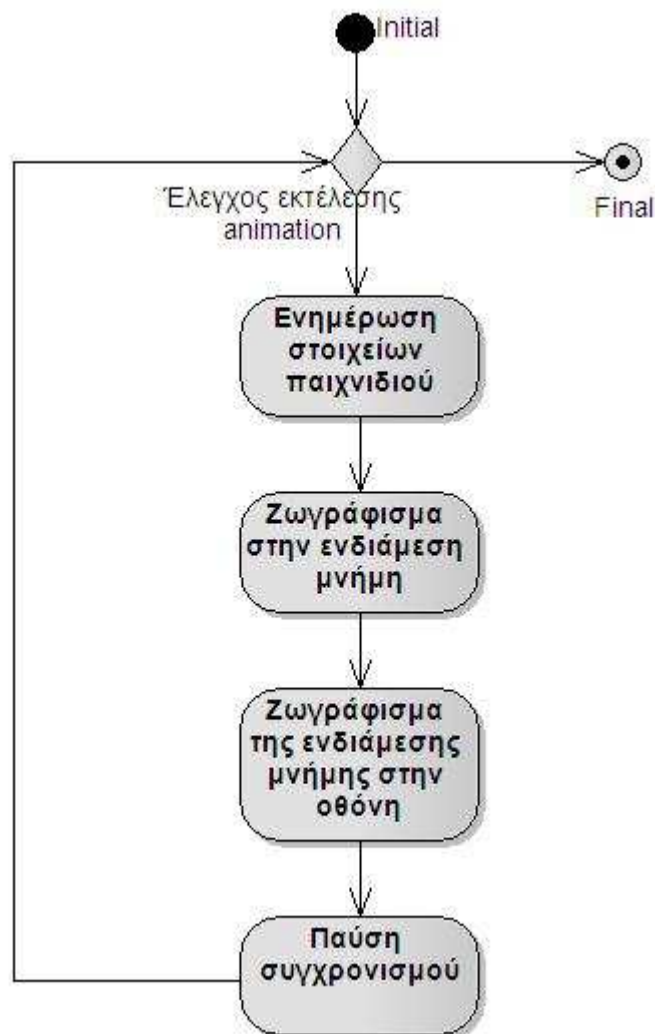 Initial
Έλεγχος εκτέλεσης
animation
Final
Ενημέρωση
στοιχείων
παιχνιδιού
Ζωγράφισμα
στην ενδιάμεση
μνήμη
Ζωγράφισμα
της ενδιάμεσης
μνήμης στην
οθόνη
Παύση
συγχρονισμού